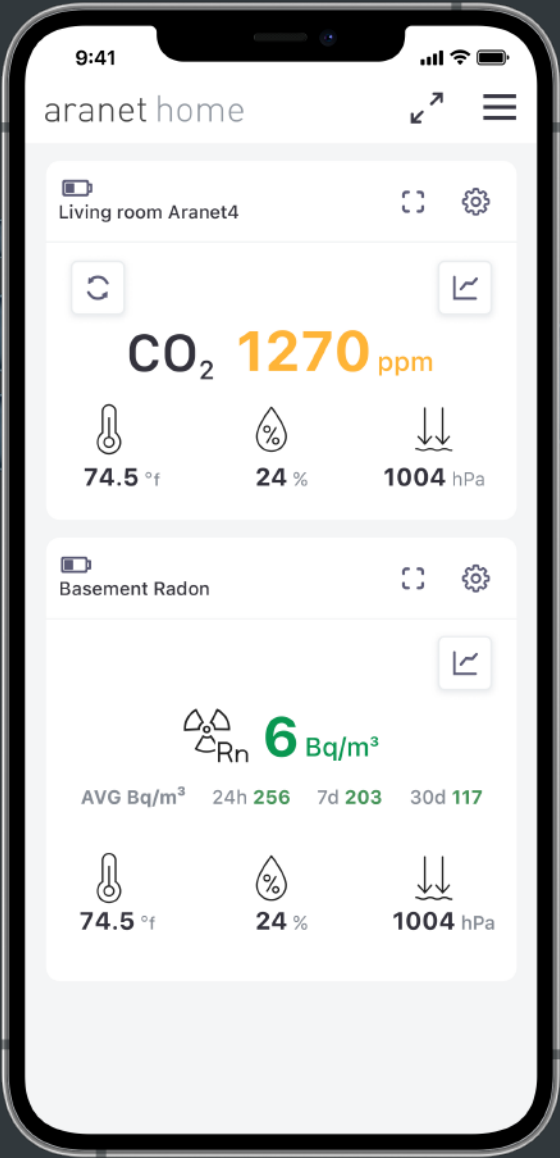 9:41
aranet home
Living room Aranet4
CO₂ 1270 ppm
%
74.5 °f 24 % 1004 hPa
Basement Radon
Rn 6 Bq/m³
AVG Bq/m³ 24h 256 7d 203 30d 117
%
74.5 °f 24 % 1004 hPa